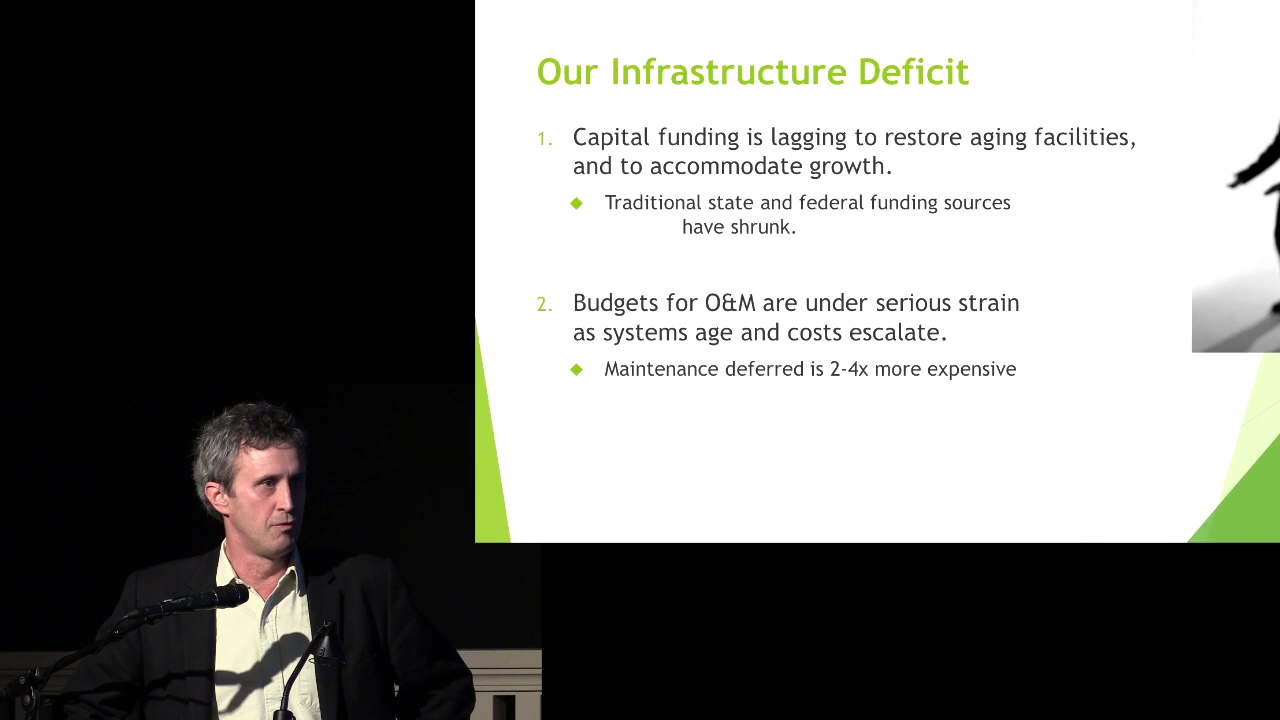 Our Infrastructure Deficit
1. Capital funding is lagging to restore aging facilities,
and to accommodate growth.
◆ Traditional state and federal funding sources
have shrunk.
2. Budgets for O&M are under serious strain
as systems age and costs escalate.
◆ Maintenance deferred is 2-4x more expensive